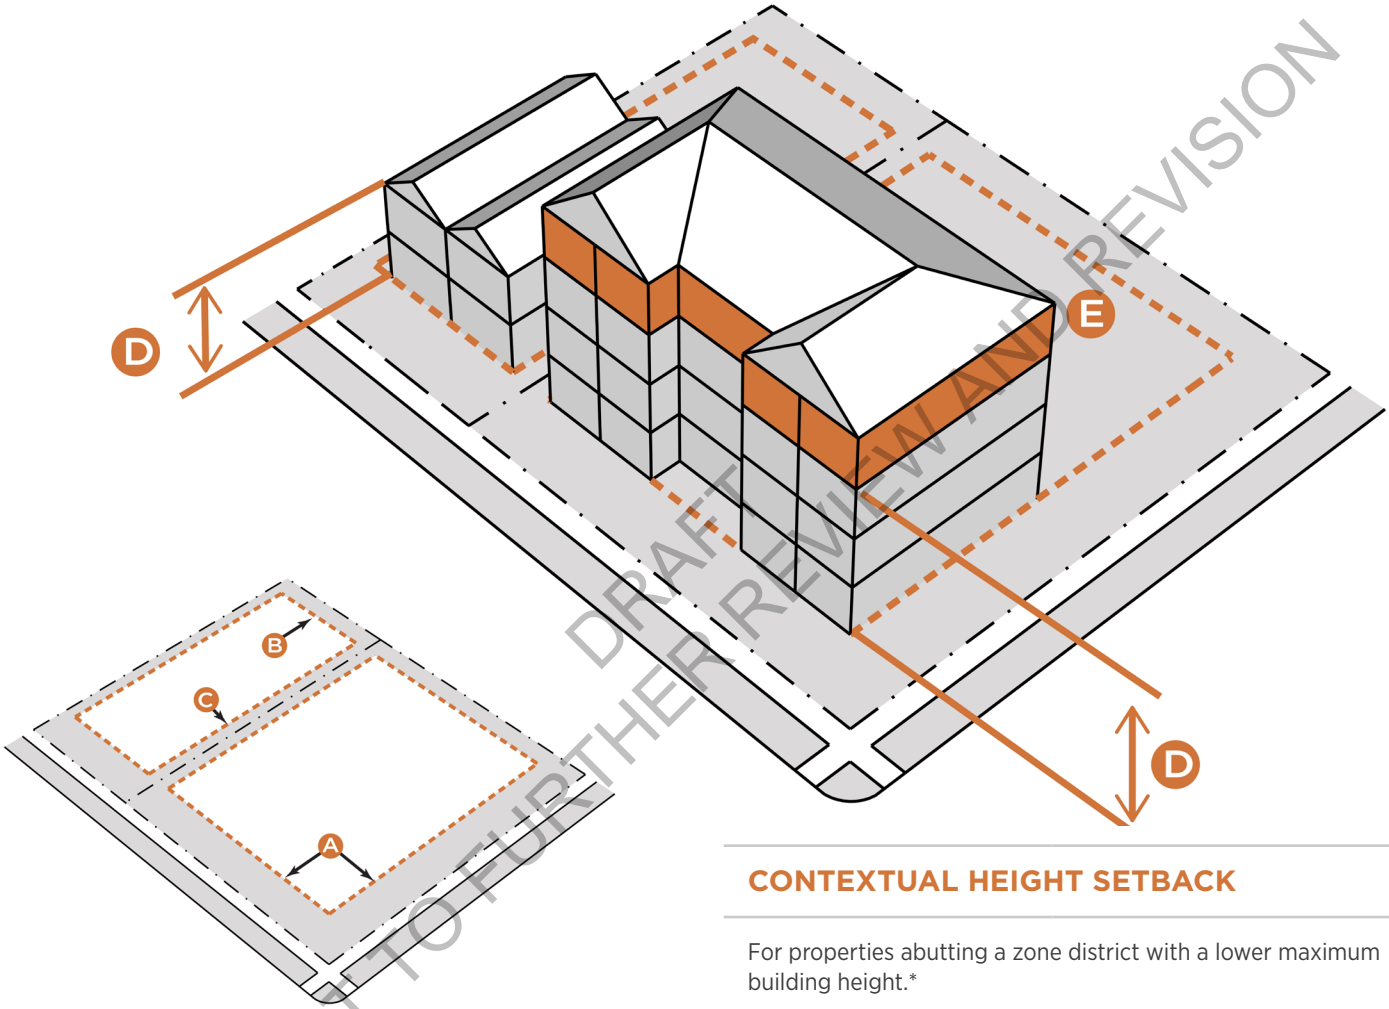 D
E
DRAFT
TO FURTHER REVIEW AND REVISION
B
C
A
D
CONTEXTUAL HEIGHT SETBACK
For properties abutting a zone district with a lower maximum
building height.*